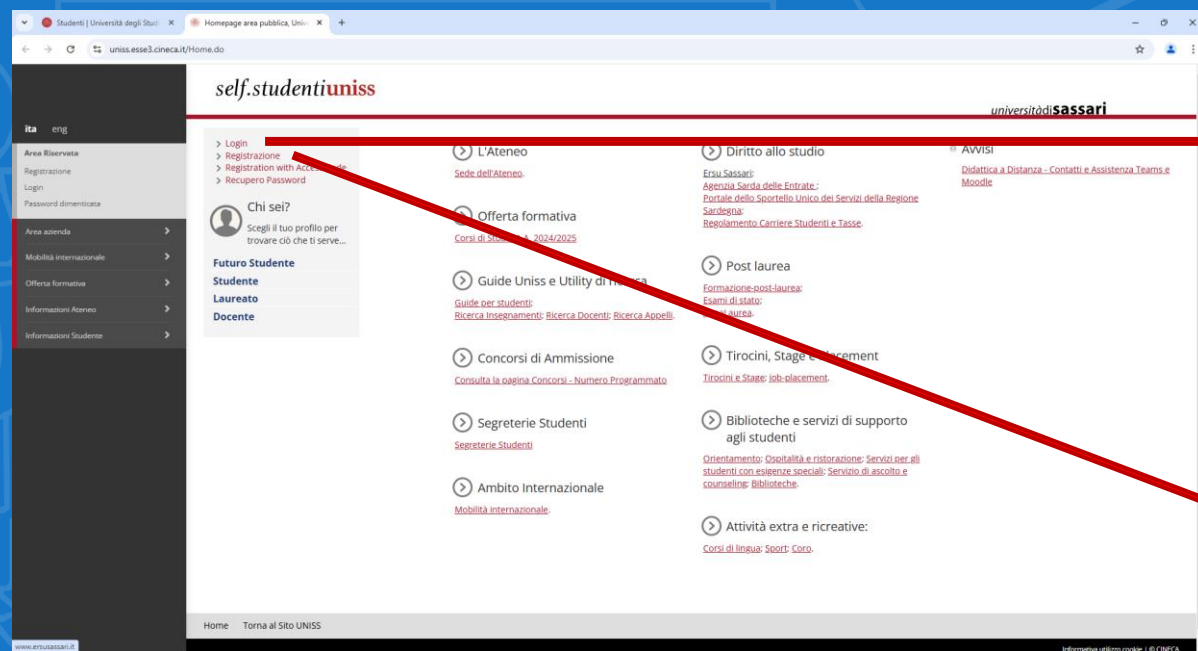 Studenti | Università degli Stud
Homepage area pubblica, Univ
uniss.esse3.cineca.it/Home.do
self.studentiuniss
universitàdisassari
ita eng
Area Riservata
Registrazione
Login
Password dimenticata
Area azienda
Mobilità internazionale
Offerta formativa
Informazioni Ateneo
Informazioni Studente
> Login
> Registrazione
> Registration with
> Recupero Password
Chi sei?
Scegli il tuo profilo per
trovare ciò che ti serve...
Futuro Studente
Studente
Laureato
Docente
L'Ateneo
Sede dell'Ateneo.
Offerta formativa
Corsi di 2024/2025
Guide Uniss e Utility di
Guide per studenti;
Ricerca Insegnamenti; Ricerca Docenti; Ricerca Appelli.
Concorsi di Ammissione
Consulta la pagina Concorsi - Numero Programmato
Segreterie Studenti
Segreterie Studenti
Ambito Internazionale
Mobilità internazionale.
Diritto allo studio
Ersu Sassari;
Agenzia Sarda delle Entrate ;
Portale dello Sportello Unico dei Servizi della Regione
Sardegna;
Regolamento Carriere Studenti e Tasse.
Post laurea
Formazione-post-laurea;
Esami di stato;
Tirocini, Stage
Tirocini e Stage; job-placement.
Biblioteche e servizi di supporto
agli studenti
Orientamento; Ospitalità e ristorazione; Servizi per gli
studenti con esigenze speciali; Servizio di ascolto e
counseling; Biblioteche.
Attività extra e ricreative:
Corsi di lingua; Sport; Coro.
Avvisi
Didattica a Distanza - Contatti e Assistenza Teams e
Moodle
Home Torna al Sito UNISS
www.ersusassari.it
Informativa utilizzo cookie | © CINECA